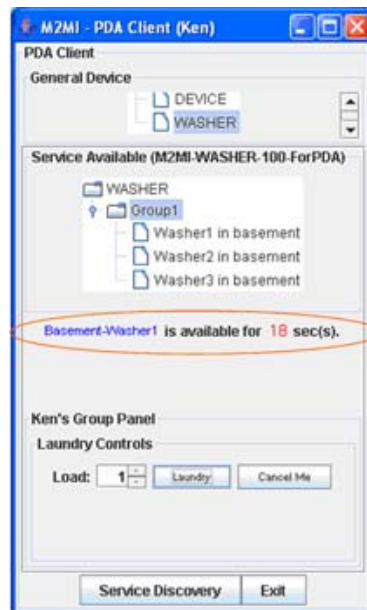 M2MI - PDA Client (Ken)
PDA Client
General Device
DEVICE
WASHER
Service Available (M2MI-WASHER-100-ForPDA)
WASHER
Group1
Washer1 in basement
Washer2 in basement
Washer3 in basement
Basement-Washer1 is available for 18 sec(s).
Ken's Group Panel
Laundry Controls
Load: 1 Laundry Cancel Me
Service Discovery Exit